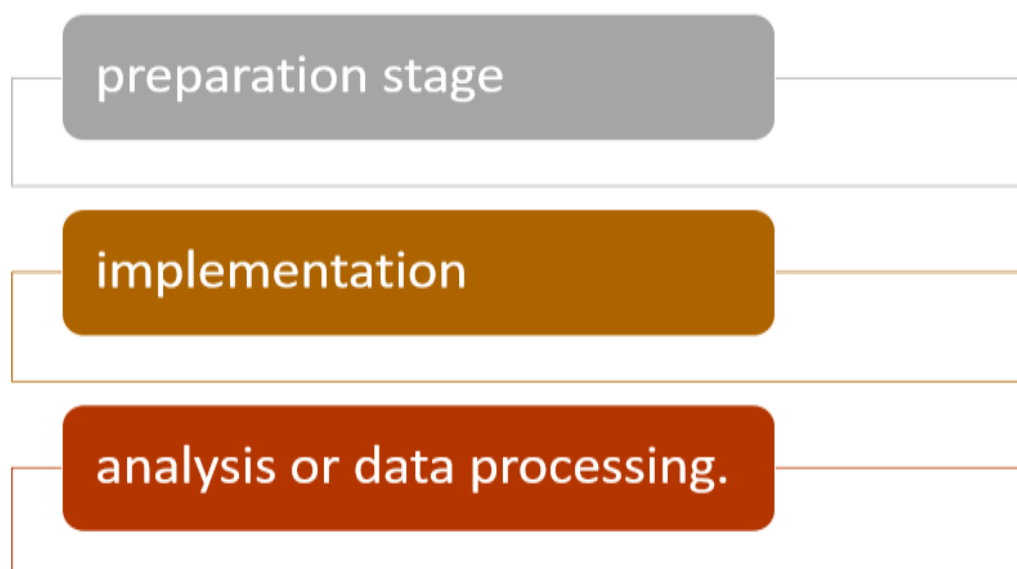 preparation stage
implementation
analysis or data processing.